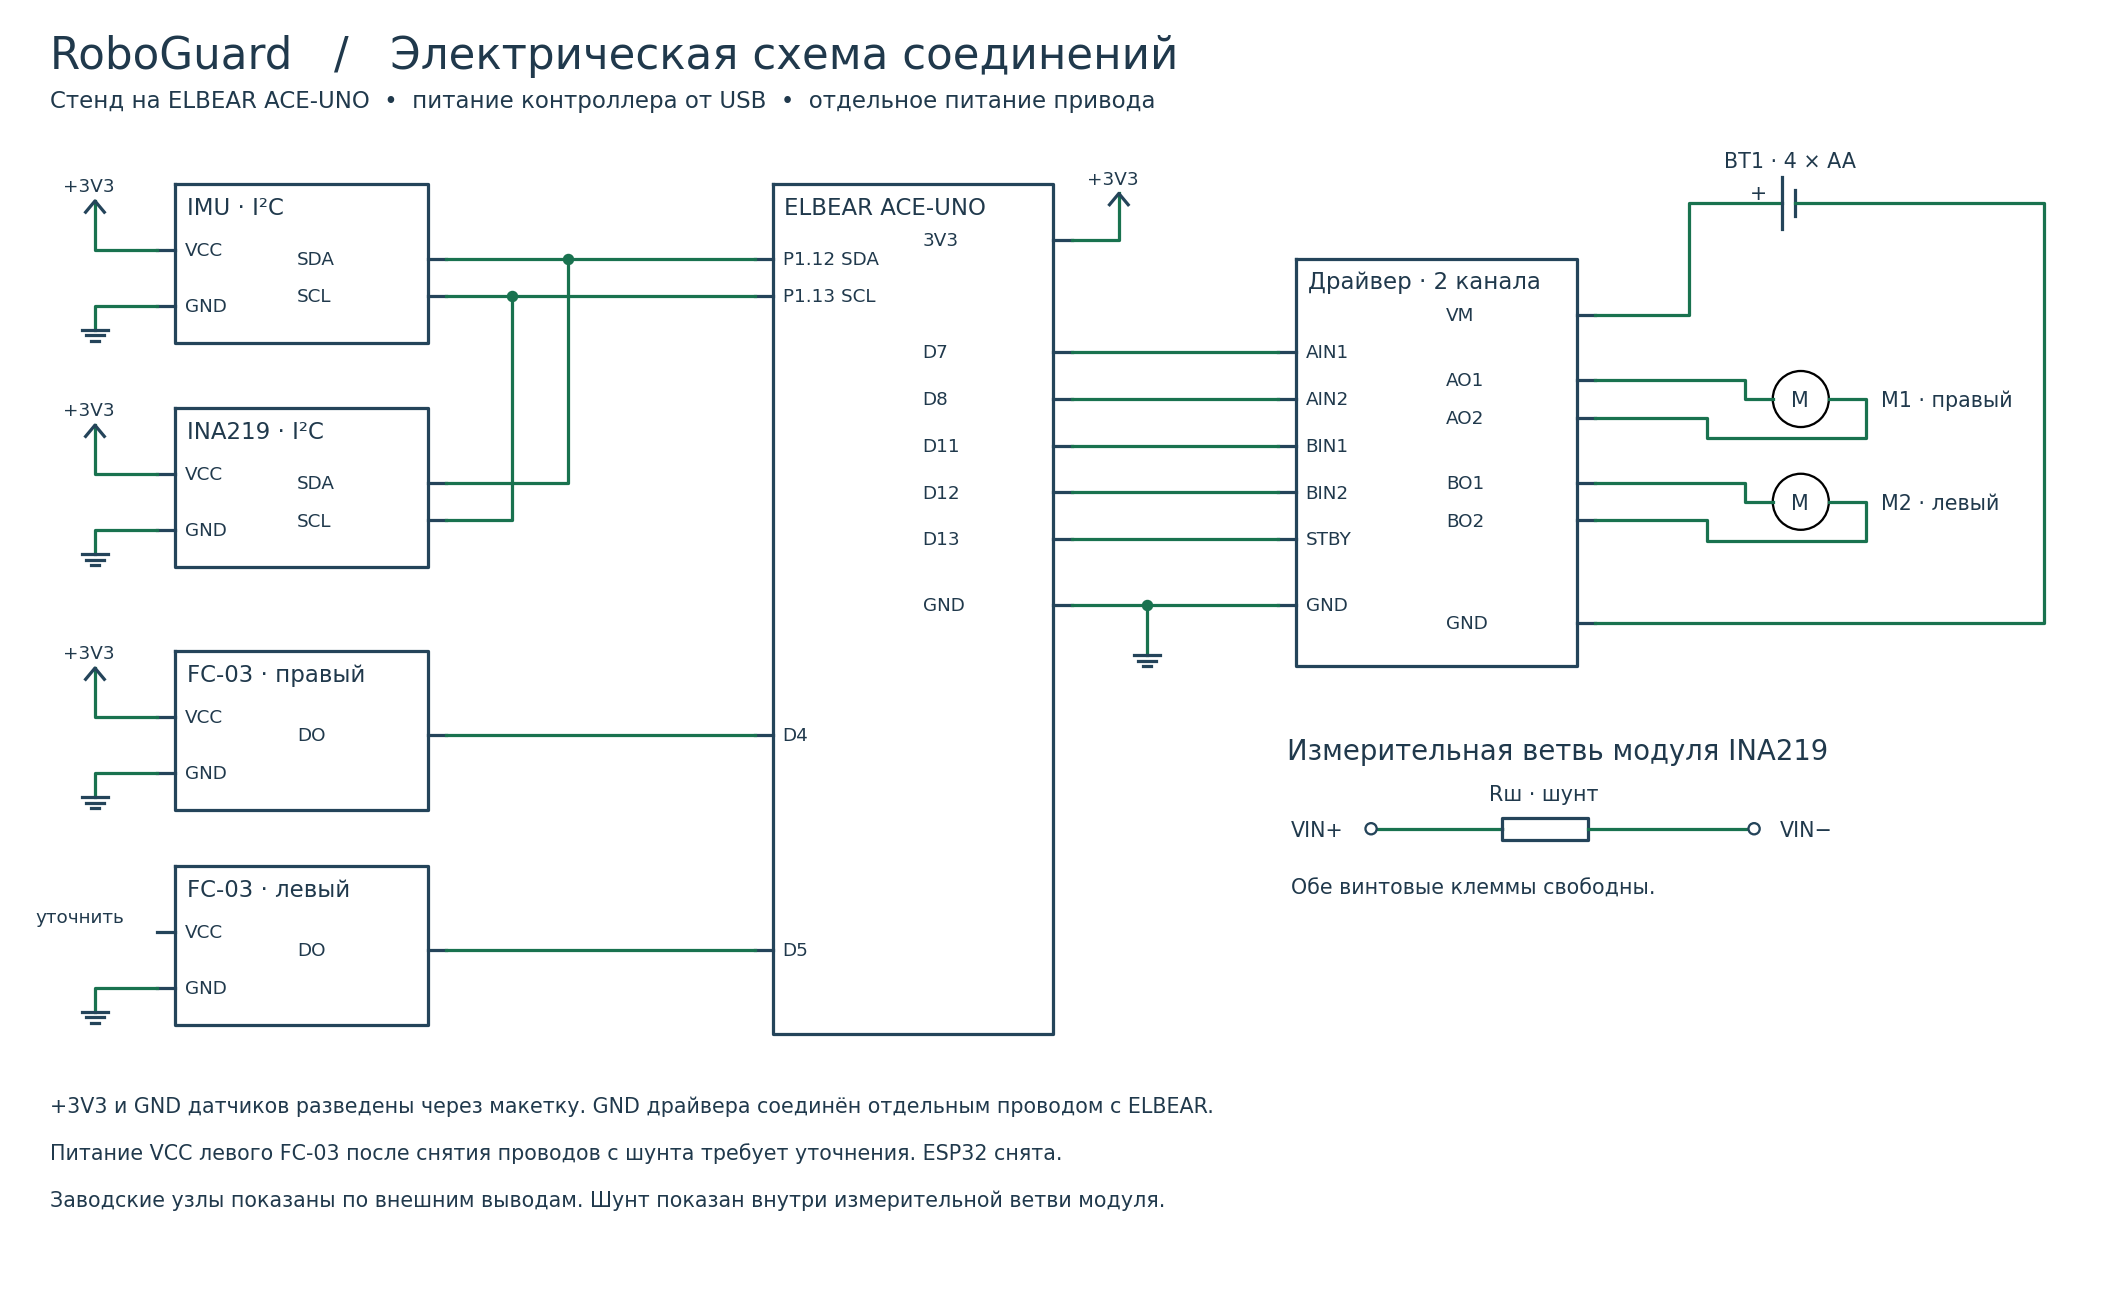 RoboGuard / Электрическая схема соединений
Стенд на ELBEAR ACE-UNO • питание контроллера от USB • отдельное питание привода
+3V3
IMU · I²C
VCC
SDA
SCL
GND
+3V3
INA219 · I²C
VCC
SDA
SCL
GND
+3V3
FC-03 · правый
VCC
DO
GND
уточнить
FC-03 · левый
VCC
DO
GND
ELBEAR ACE-UNO
3V3
P1.12 SDA
P1.13 SCL
D7
D8
D11
D12
D13
GND
D4
D5
+3V3
Драйвер · 2 канала
VM
AIN1
AO1
AIN2
AO2
BIN1
BO1
BIN2
BO2
STBY
GND
GND
BT1 · 4 × AA
+
M
M1 · правый
M
M2 · левый
Измерительная ветвь модуля INA219
Rш · шунт
VIN+
VIN−
Обе винтовые клеммы свободны.
+3V3 и GND датчиков разведены через макетку. GND драйвера соединён отдельным проводом с ELBEAR.
Питание VCC левого FC-03 после снятия проводов с шунта требует уточнения. ESP32 снята.
Заводские узлы показаны по внешним выводам. Шунт показан внутри измерительной ветви модуля.